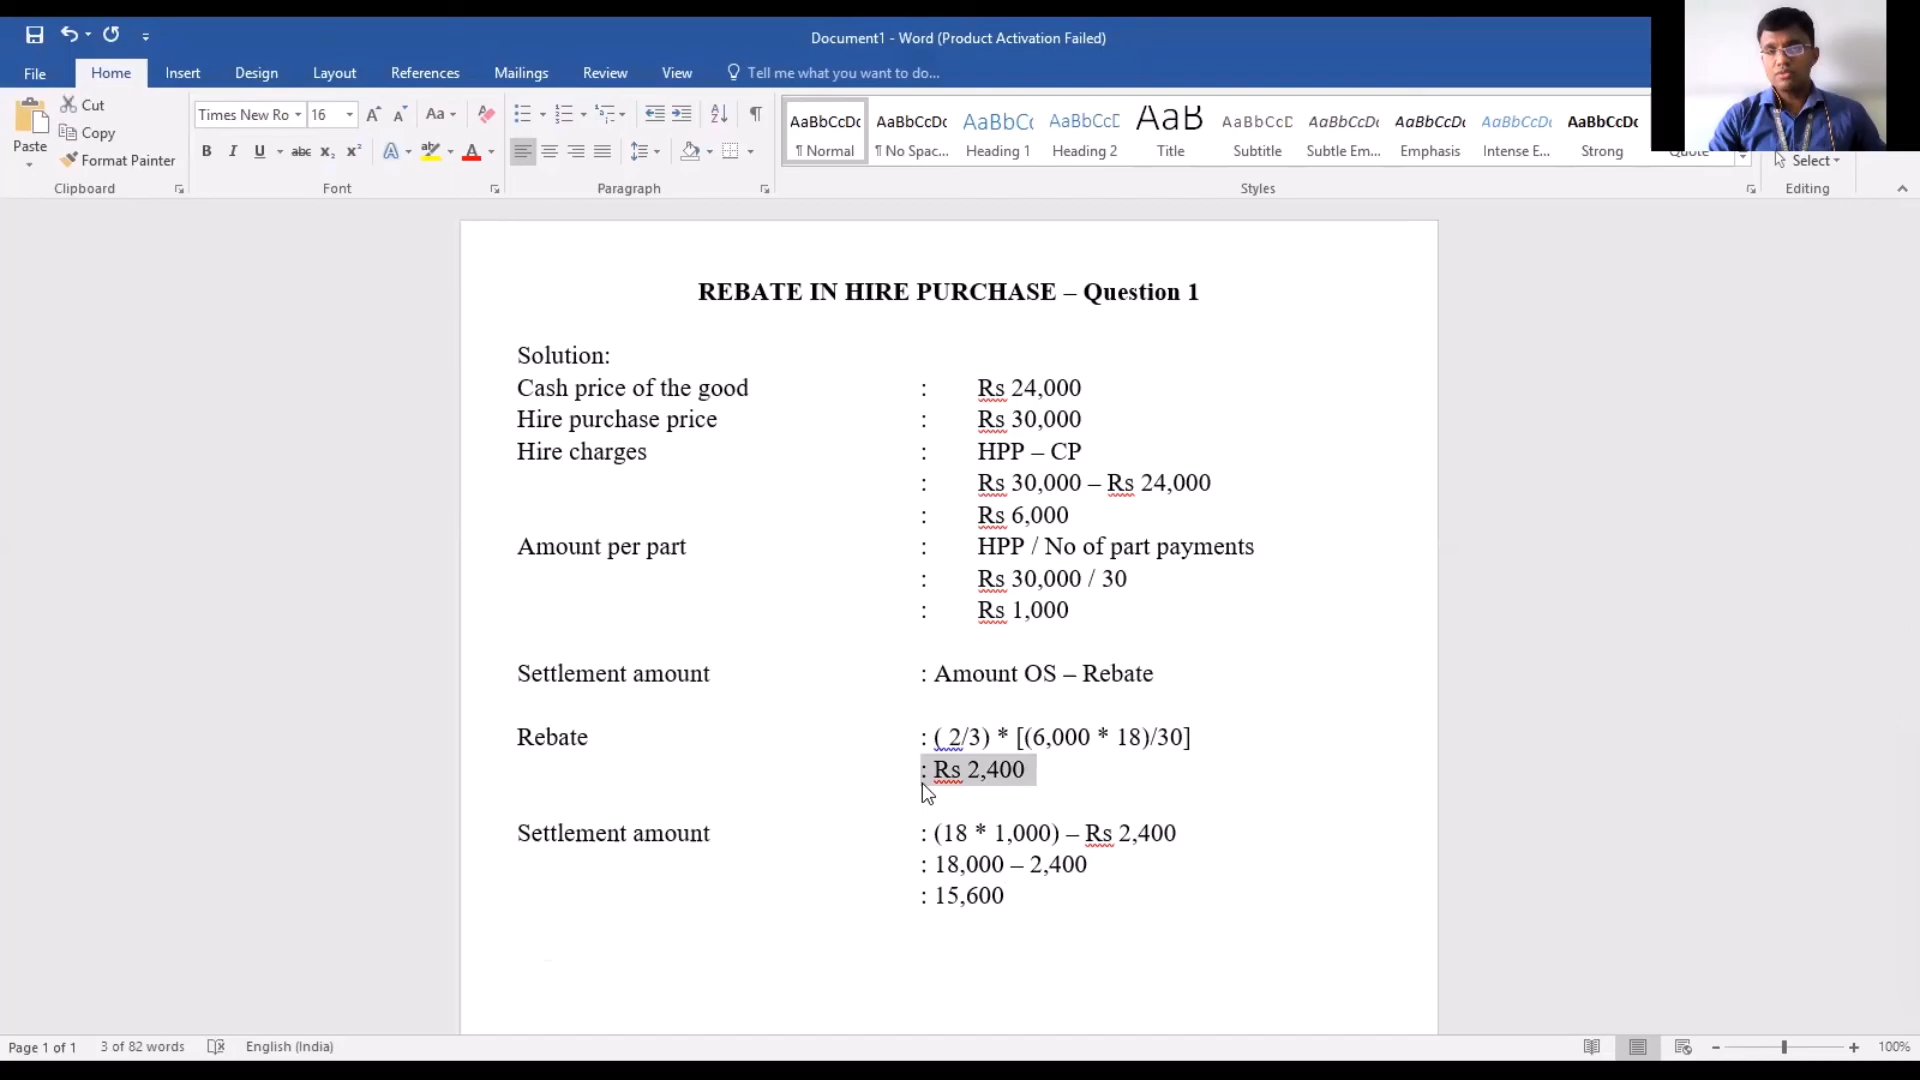 Document1 - Word (Product Activation Failed)
File Home Insert Design Layout References Mailings Review View Tell me what you want to do...
Paste
Cut
Copy
Format Painter
Clipboard
Times New Ro 16
Font
Paragraph
AaBbCcDc AaBbCcDc AaBbCc AaBbCcD AaB AaBbCcD AaBbCcDc AaBbCcDc AaBbCcDc AaBbCcDc
¶ Normal ¶ No Spac... Heading 1 Heading 2 Title Subtitle Subtle Em... Emphasis Intense E... Strong Quote
Styles
Select
Editing
REBATE IN HIRE PURCHASE – Question 1
Solution:
Cash price of the good : Rs 24,000
Hire purchase price : Rs 30,000
Hire charges : HPP – CP
: Rs 30,000 – Rs 24,000
: Rs 6,000
Amount per part : HPP / No of part payments
: Rs 30,000 / 30
: Rs 1,000
Settlement amount : Amount OS – Rebate
Rebate : ( 2/3) * [(6,000 * 18)/30]
: Rs 2,400
Settlement amount : (18 * 1,000) – Rs 2,400
: 18,000 – 2,400
: 15,600
Page 1 of 1 3 of 82 words English (India) 100%